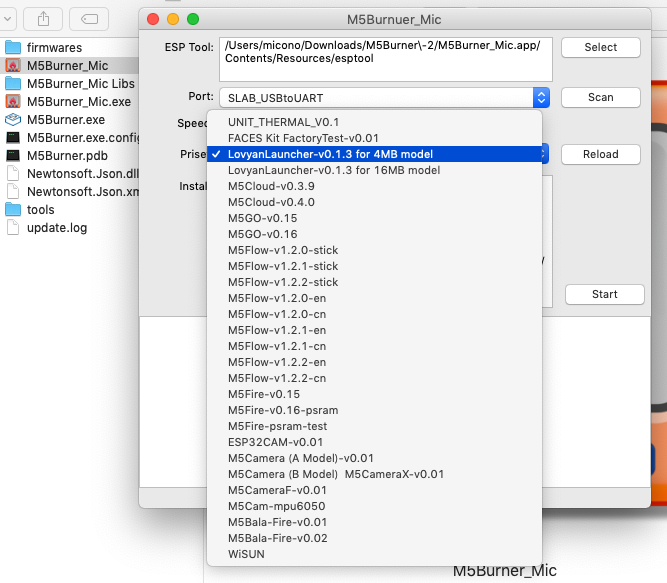 M5Burnuer_Mic
firmwares
M5Burner_Mic
M5Burner_Mic Libs
M5Burner_Mic.exe
M5Burner.exe
M5Burner.exe.config
M5Burner.pdb
Newtonsoft.Json.dll
Newtonsoft.Json.xm
tools
update.log
ESP Tool:
/Users/micono/Downloads/M5Burner\-2/M5Burner_Mic.app/
Contents/Resources/esptool
Select
Port:
SLAB_USBtoUART
Scan
Speed
Prise
Reload
Instal
/
Start
UNIT_THERMAL_V0.1
FACES Kit FactoryTest-v0.01
✓ LovyanLauncher-v0.1.3 for 4MB model
LovyanLauncher-v0.1.3 for 16MB model
M5Cloud-v0.3.9
M5Cloud-v0.4.0
M5GO-v0.15
M5GO-v0.16
M5Flow-v1.2.0-stick
M5Flow-v1.2.1-stick
M5Flow-v1.2.2-stick
M5Flow-v1.2.0-en
M5Flow-v1.2.0-cn
M5Flow-v1.2.1-en
M5Flow-v1.2.1-cn
M5Flow-v1.2.2-en
M5Flow-v1.2.2-cn
M5Fire-v0.15
M5Fire-v0.16-psram
M5Fire-psram-test
ESP32CAM-v0.01
M5Camera (A Model)-v0.01
M5Camera (B Model)  M5CameraX-v0.01
M5CameraF-v0.01
M5Cam-mpu6050
M5Bala-Fire-v0.01
M5Bala-Fire-v0.02
WiSUN
M5Burner_Mic